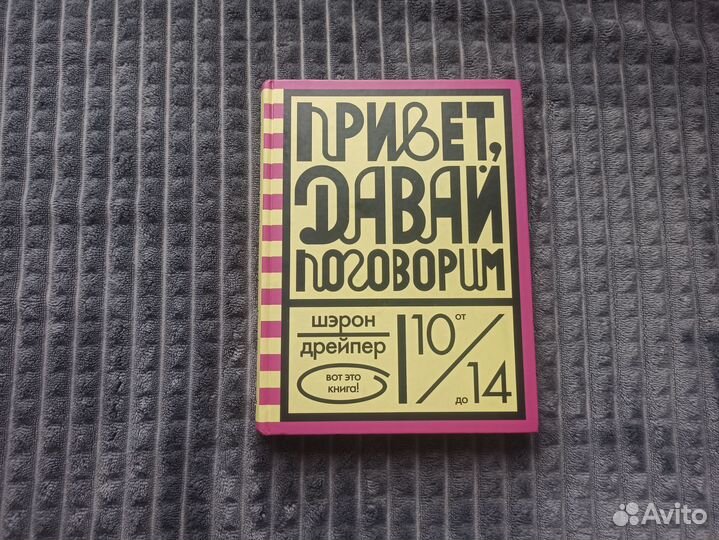 ПРИВЕТ,
ДАВАЙ
ПОГОВОРИМ
ШЭРОН
ДРЕЙПЕР
ВОТ ЭТО
КНИГА!
ОТ
10
14
ДО
Avito